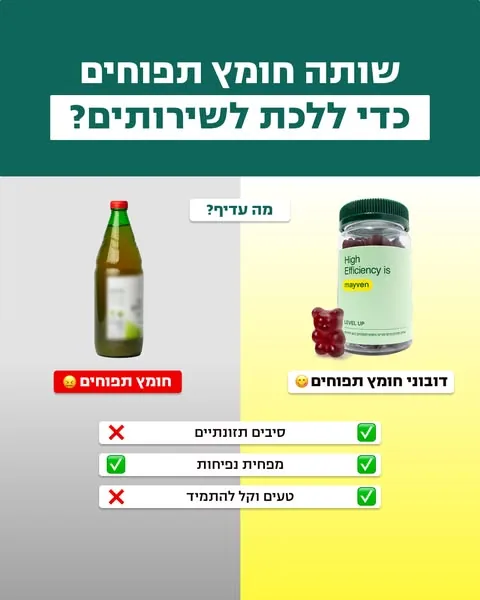 שותה חומץ תפוחים
כדי ללכת לשירותים?
מה עדיף?
High
Efficiency is
mayven
LEVEL UP
דובוני חומץ תפוחים😋
חומץ תפוחים😖
✅ סיבים תזונתיים ❌
✅ מפחית נפיחות ✅
✅ טעים וקל להתמיד ❌